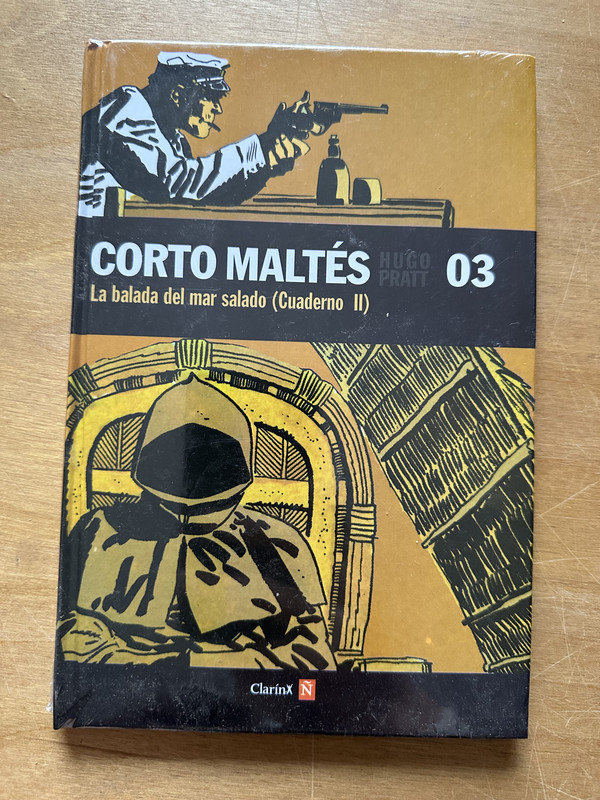 CORTO MALTÉS
HUGO
PRATT
03
La balada del mar salado (Cuaderno II)
Clarín
Ñ